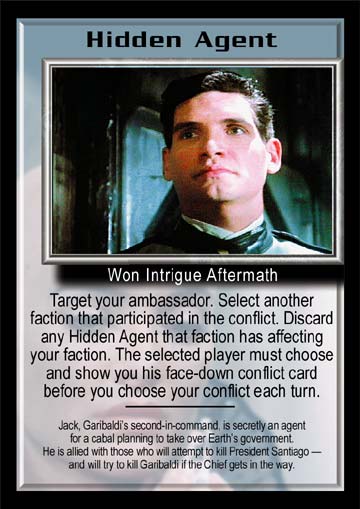 Hidden Agent
Won Intrigue Aftermath
Target your ambassador. Select another
faction that participated in the conflict. Discard
any Hidden Agent that faction has affecting
your faction. The selected player must choose
and show you his face-down conflict card
before you choose your conflict each turn.
Jack, Garibaldi's second-in-command, is secretly an agent
for a cabal planning to take over Earth's government.
He is allied with those who will attempt to kill President Santiago —
and will try to kill Garibaldi if the Chief gets in the way.